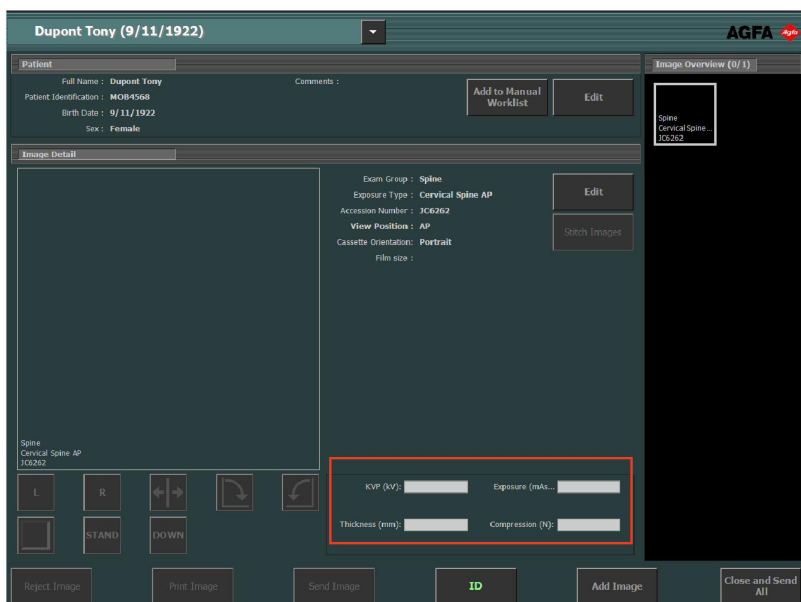 Dupont Tony (9/11/1922)
AGFA
Agfa
Patient
Full Name : Dupont Tony
Patient Identification : MOB4568
Birth Date : 9/11/1922
Sex : Female
Comments :
Add to Manual
Worklist
Edit
Image Overview (0/1)
Spine
Cervical Spine...
JC6262
Image Detail
Exam Group : Spine
Exposure Type : Cervical Spine AP
Accession Number : JC6262
View Position : AP
Cassette Orientation: Portrait
Film size :
Edit
Stitch Images
Spine
Cervical Spine AP
JC6262
KVP (kV):
Exposure (mAs...
Thickness (mm):
Compression (N):
L
R
STAND
DOWN
Reject Image
Print Image
Send Image
ID
Add Image
Close and Send
All